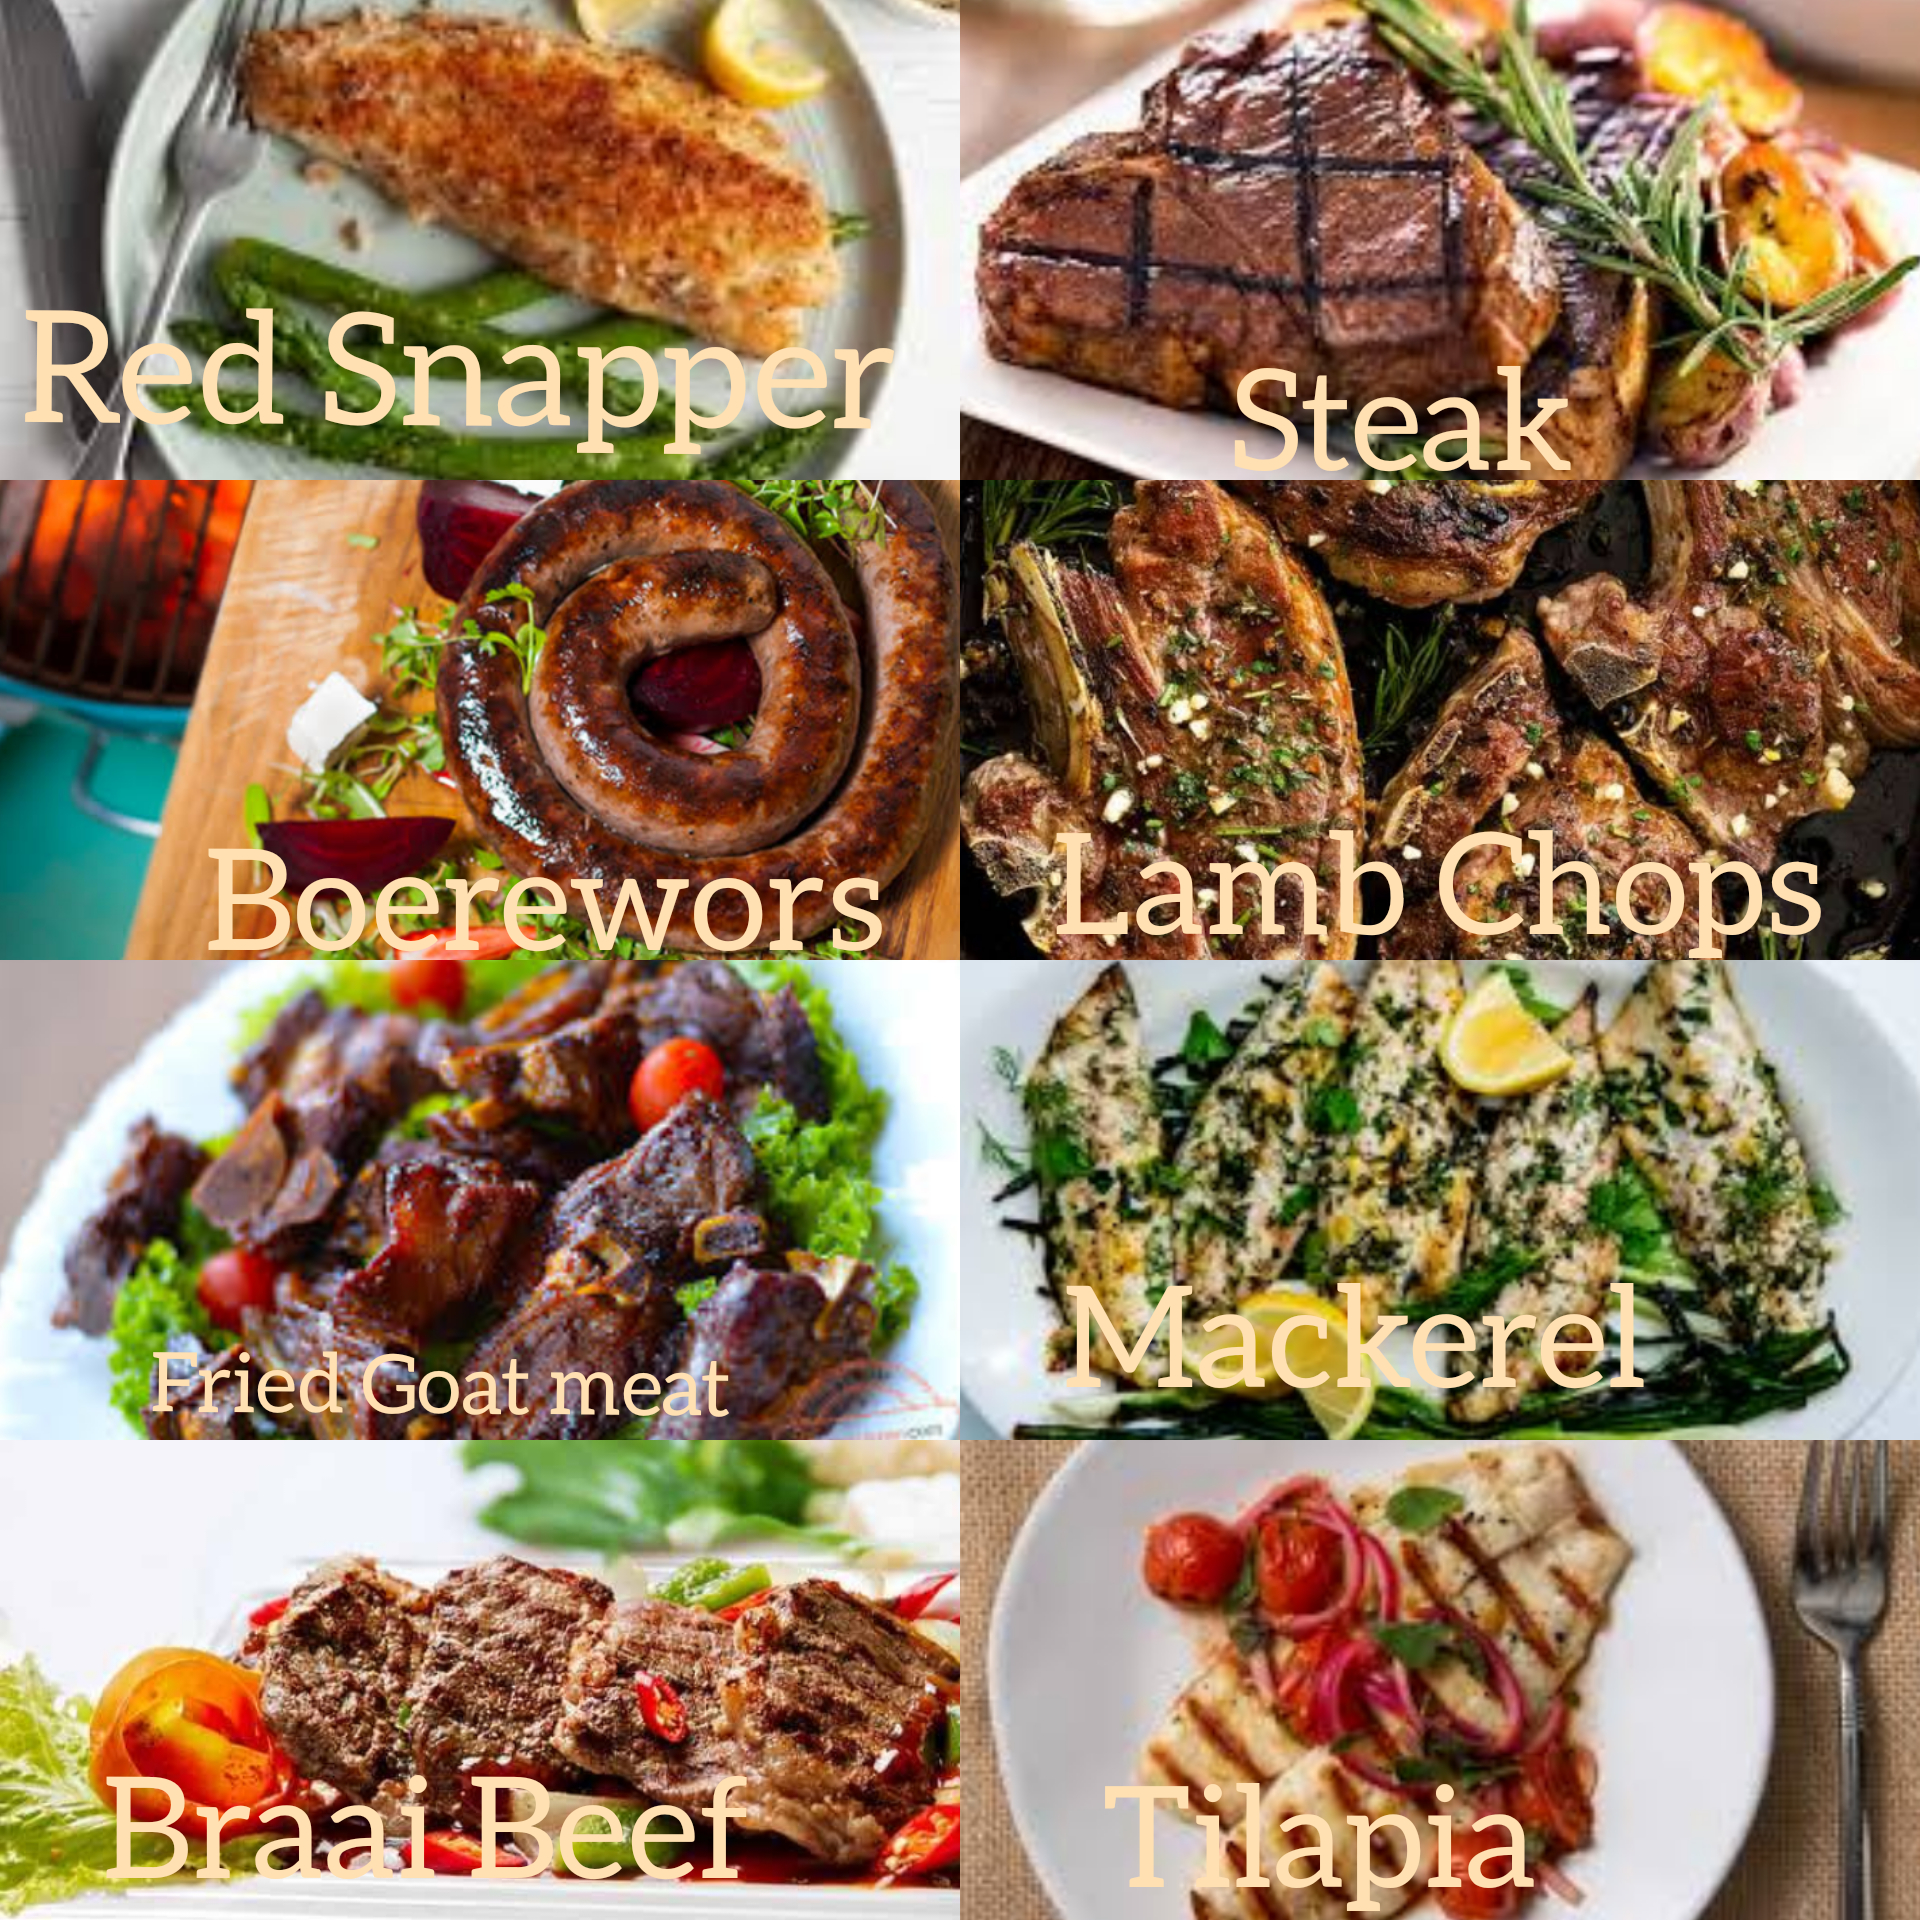 Red Snapper
Steak
Boerewors
Lamb Chops
Fried Goat meat
Mackerel
Braai Beef
Tilapia